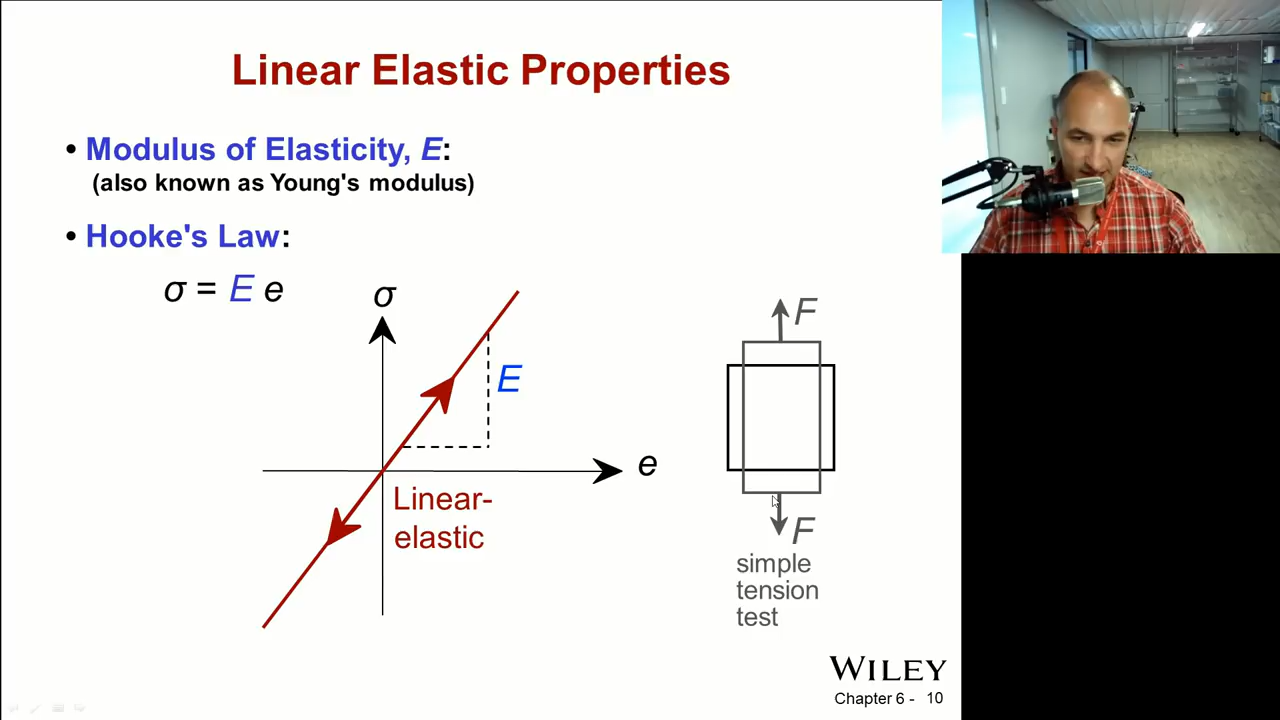 Linear Elastic Properties
• Modulus of Elasticity, E:
(also known as Young's modulus)
• Hooke's Law:
σ = E e
σ
E
e
Linear-
elastic
F
F
simple
tension
test
WILEY
Chapter 6 - 10